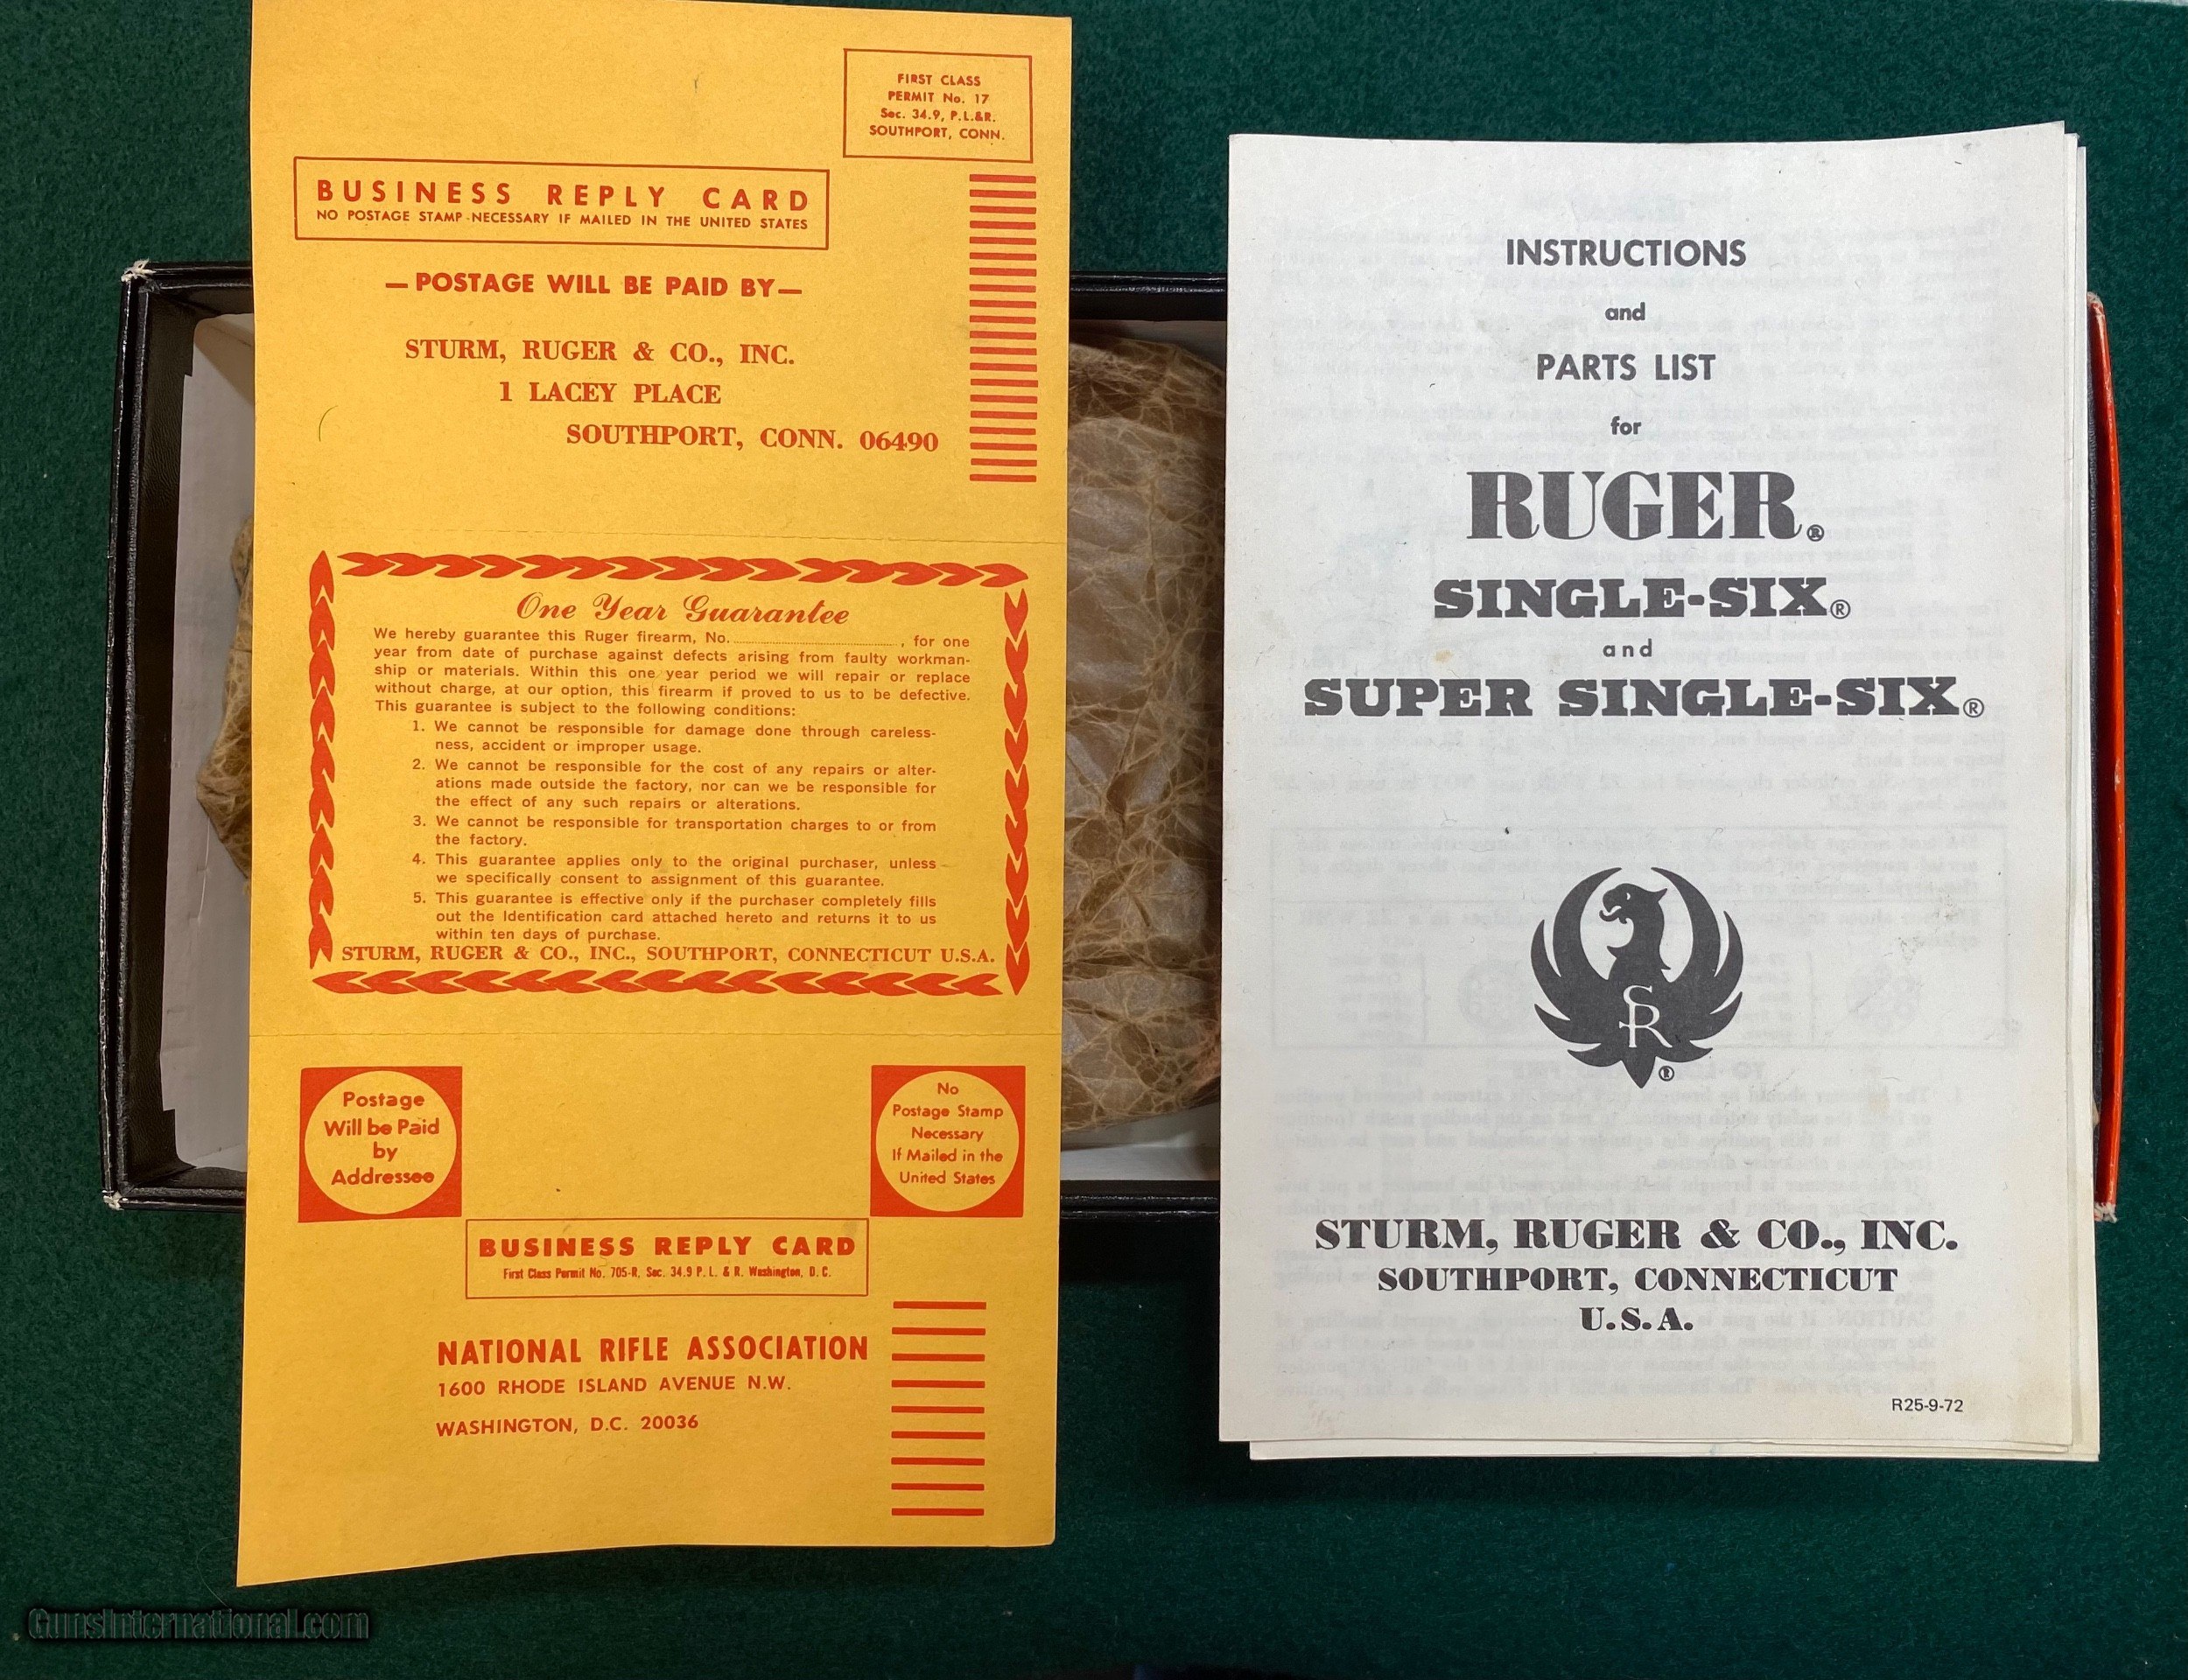 FIRST CLASS
PERMIT No. 17
Sec. 34.9, P.L.&R.
SOUTHPORT, CONN.
BUSINESS REPLY CARD
NO POSTAGE STAMP NECESSARY IF MAILED IN THE UNITED STATES
—POSTAGE WILL BE PAID BY—
STURM, RUGER & CO., INC.
1 LACEY PLACE
SOUTHPORT, CONN. 06490
One Year Guarantee
We hereby guarantee this Ruger firearm, No. ........................, for one
year from date of purchase against defects arising from faulty workman-
ship or materials. Within this one year period we will repair or replace
without charge, at our option, this firearm if proved to us to be defective.
This guarantee is subject to the following conditions:
1. We cannot be responsible for damage done through careless-
ness, accident or improper usage.
2. We cannot be responsible for the cost of any repairs or alter-
ations made outside the factory, nor can we be responsible for
the effect of any such repairs or alterations.
3. We cannot be responsible for transportation charges to or from
the factory.
4. This guarantee applies only to the original purchaser, unless
we specifically consent to assignment of this guarantee.
5. This guarantee is effective only if the purchaser completely fills
out the Identification card attached hereto and returns it to us
within ten days of purchase.
STURM, RUGER & CO., INC., SOUTHPORT, CONNECTICUT U.S.A.
Postage
Will be Paid
by
Addressee
No
Postage Stamp
Necessary
If Mailed in the
United States
BUSINESS REPLY CARD
First Class Permit No. 705-R, Sec. 34.9 P. L. & R. Washington, D. C.
NATIONAL RIFLE ASSOCIATION
1600 RHODE ISLAND AVENUE N.W.
WASHINGTON, D.C. 20036
INSTRUCTIONS
and
PARTS LIST
for
RUGER®
SINGLE-SIX®
and
SUPER SINGLE-SIX®
SR
®
STURM, RUGER & CO., INC.
SOUTHPORT, CONNECTICUT
U.S.A.
R25-9-72
GunsInternational.com